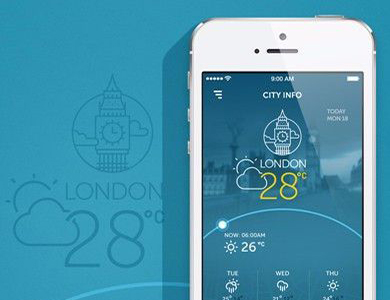 LONDON
28°C
9:00 AM
CITY INFO
TODAY
MON 18
LONDON
28°C
NOW: 06:00AM
26°C
TUE
WED
THU